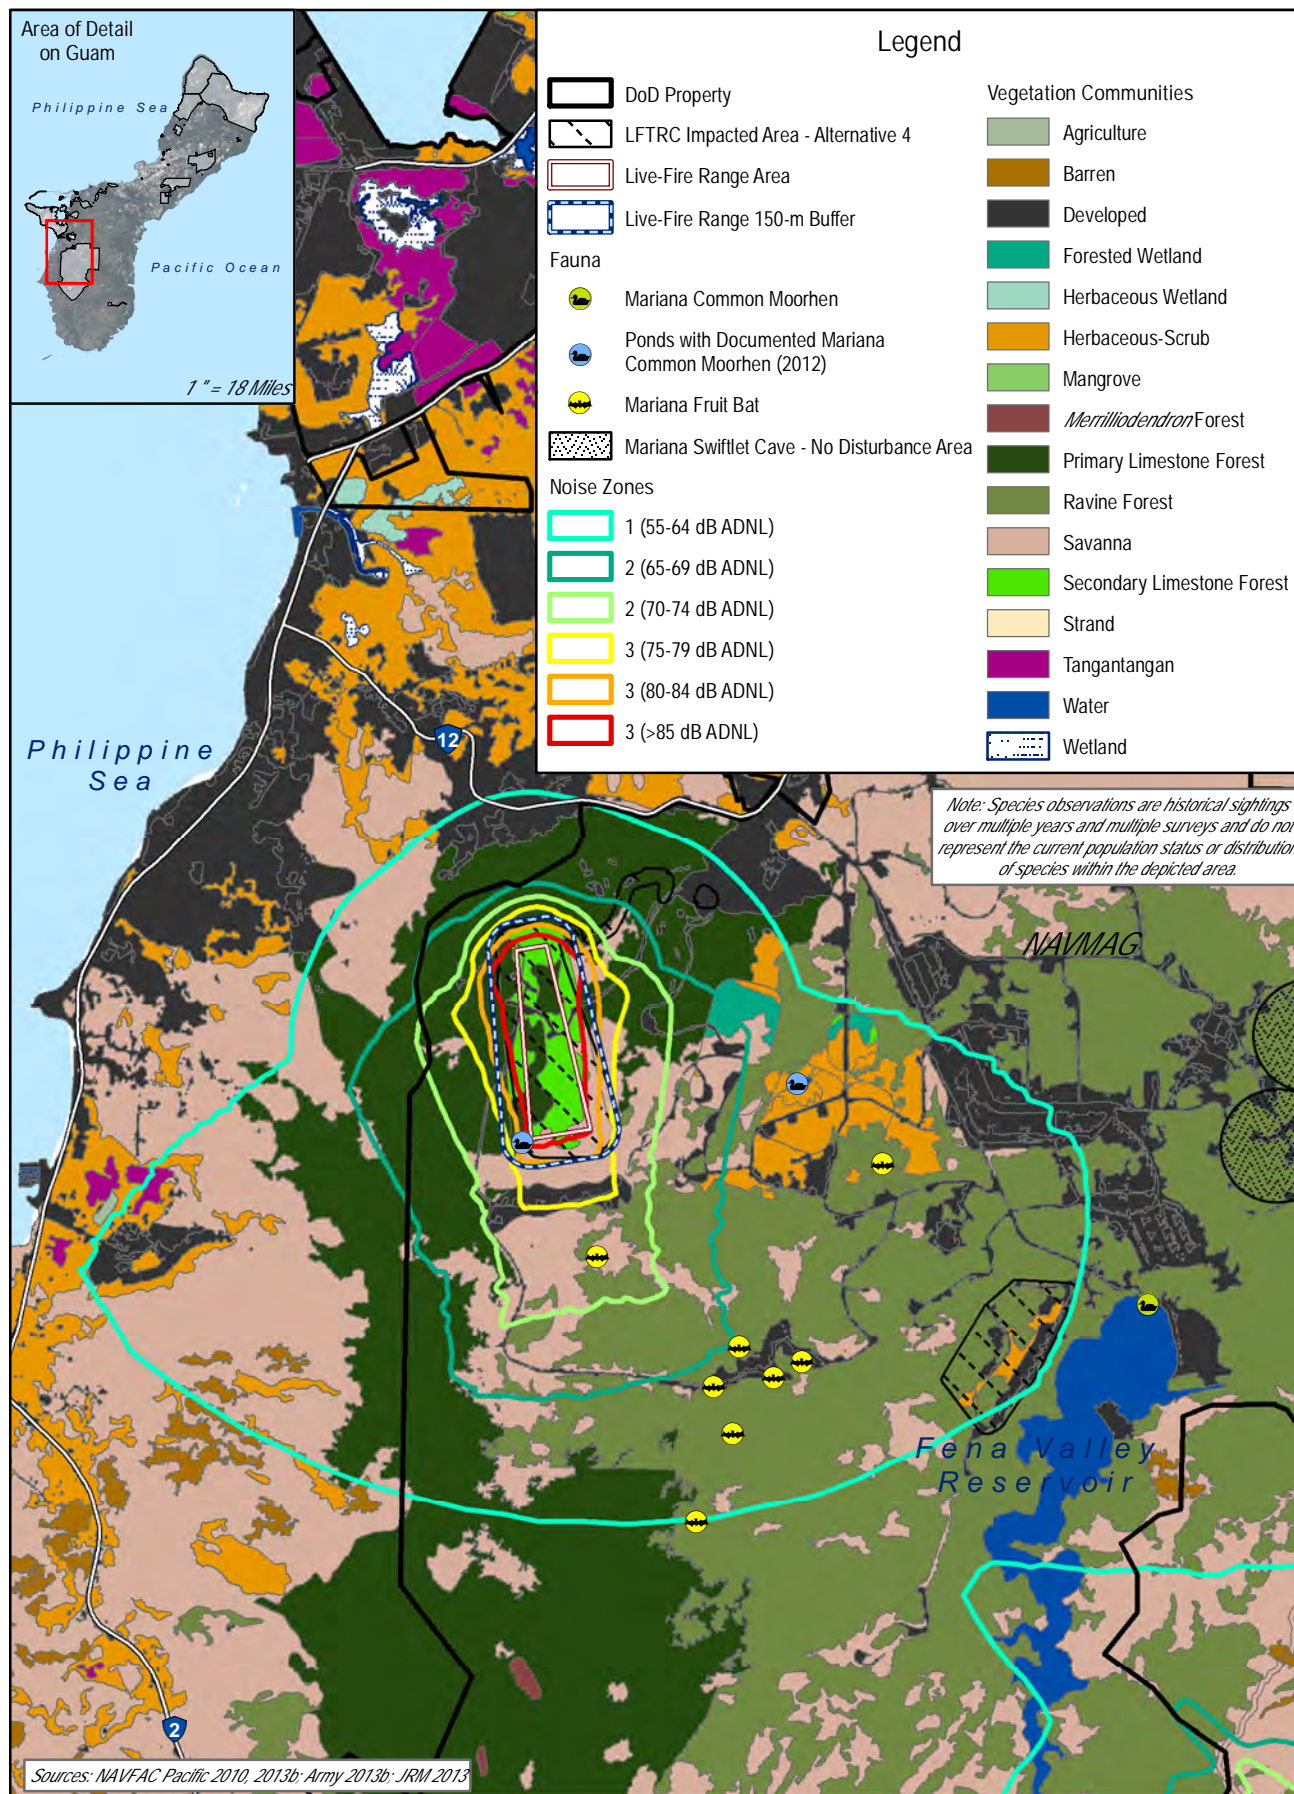 Area of Detail
on Guam
Philippine Sea
Pacific Ocean
1 " = 18 Miles
Legend
DoD Property
LFTRC Impacted Area - Alternative 4
Live-Fire Range Area
Live-Fire Range 150-m Buffer
Fauna
Mariana Common Moorhen
Ponds with Documented Mariana
Common Moorhen (2012)
Mariana Fruit Bat
Mariana Swiftlet Cave - No Disturbance Area
Noise Zones
1 (55-64 dB ADNL)
2 (65-69 dB ADNL)
2 (70-74 dB ADNL)
3 (75-79 dB ADNL)
3 (80-84 dB ADNL)
3 (>85 dB ADNL)
Vegetation Communities
Agriculture
Barren
Developed
Forested Wetland
Herbaceous Wetland
Herbaceous-Scrub
Mangrove
Merrilliodendron Forest
Primary Limestone Forest
Ravine Forest
Savanna
Secondary Limestone Forest
Strand
Tangantangan
Water
Wetland
Philippine
Sea
12
Note: Species observations are historical sightings
over multiple years and multiple surveys and do not
represent the current population status or distribution
of species within the depicted area.
NAVMAG
Fena Valley
Reservoir
2
Sources: NAVFAC Pacific 2010, 2013b; Army 2013b; JRM 2013